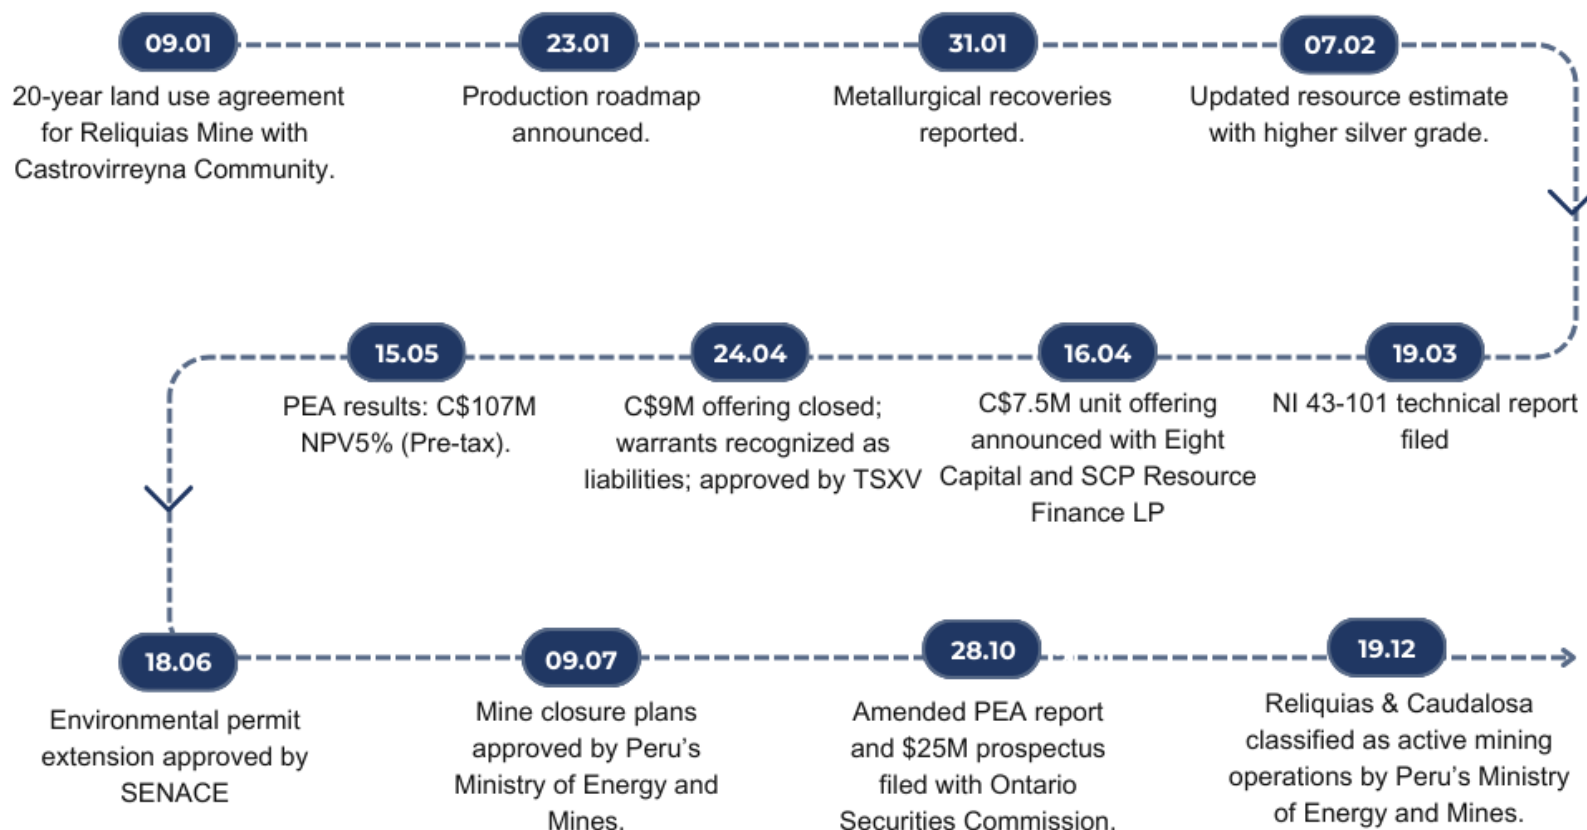 09.01
20-year land use agreement
for Reliquias Mine with
Castrovirreyna Community.
23.01
Production roadmap
announced.
31.01
Metallurgical recoveries
reported.
07.02
Updated resource estimate
with higher silver grade.
19.03
NI 43-101 technical report
filed
16.04
C$7.5M unit offering
announced with Eight
Capital and SCP Resource
Finance LP
24.04
C$9M offering closed;
warrants recognized as
liabilities; approved by TSXV
15.05
PEA results: C$107M
NPV5% (Pre-tax).
18.06
Environmental permit
extension approved by
SENACE
09.07
Mine closure plans
approved by Peru's
Ministry of Energy and
Mines.
28.10
Amended PEA report
and $25M prospectus
filed with Ontario
Securities Commission.
19.12
Reliquias & Caudalosa
classified as active mining
operations by Peru's Ministry
of Energy and Mines.